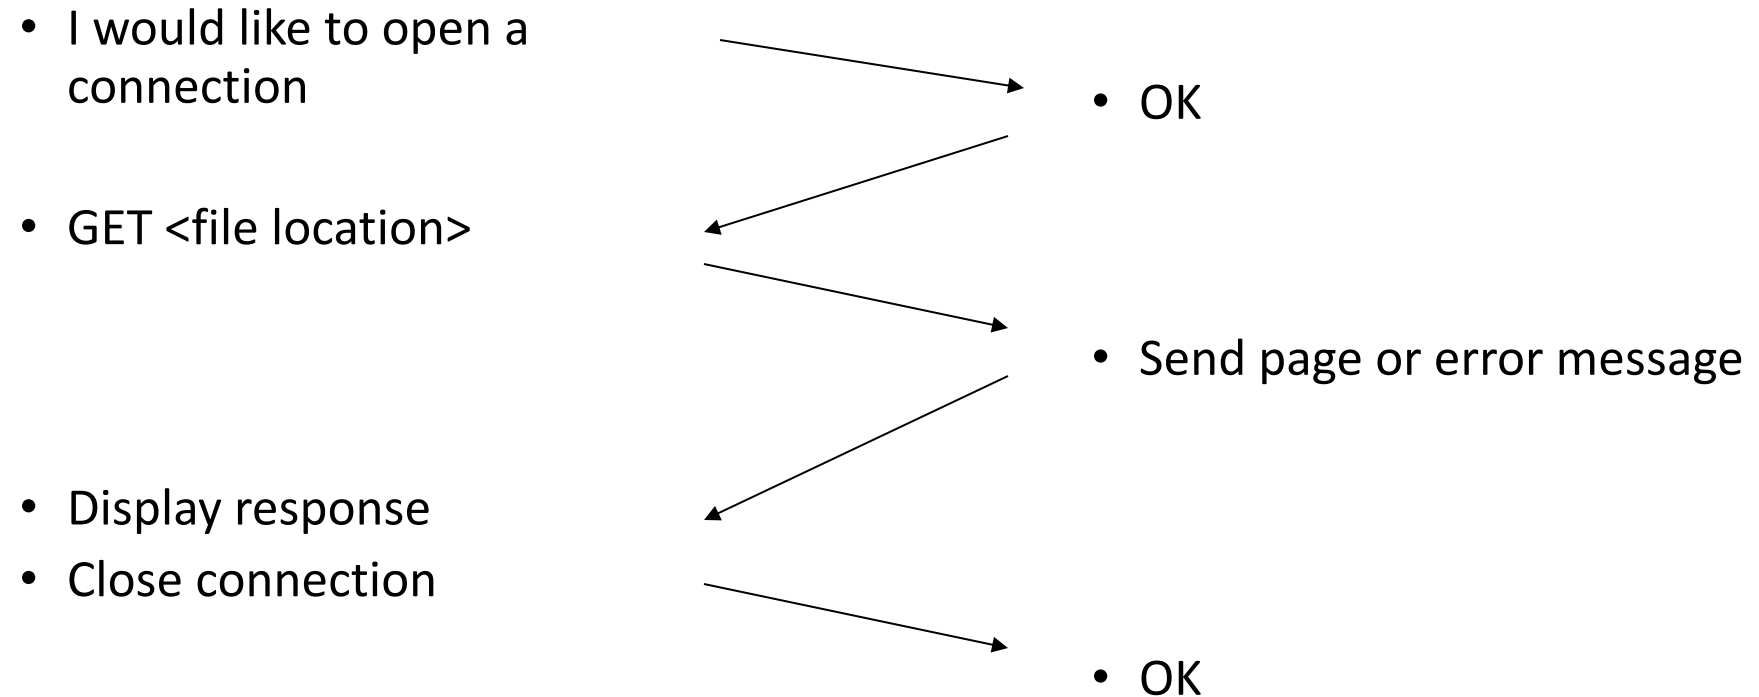 • I would like to open a
connection
• OK
• GET <file location>
• Send page or error message
• Display response
• Close connection
• OK